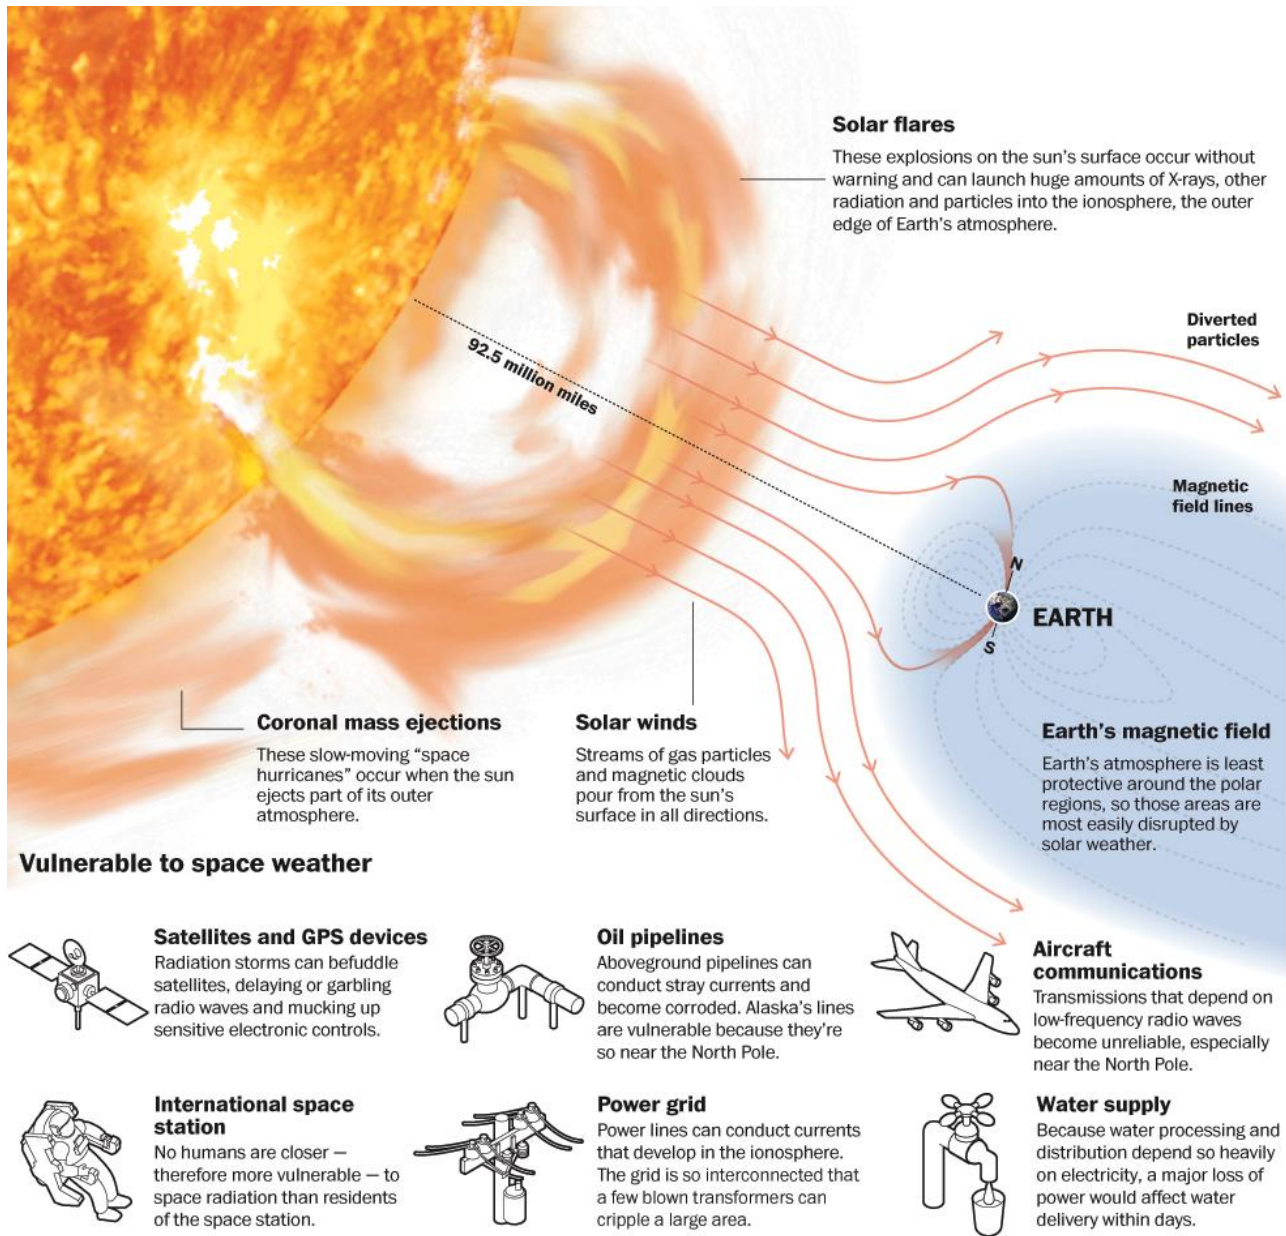 Solar flares
These explosions on the sun's surface occur without
warning and can launch huge amounts of X-rays, other
radiation and particles into the ionosphere, the outer
edge of Earth's atmosphere.
92.5 million miles
Diverted
particles
Magnetic
field lines
N
EARTH
S
Coronal mass ejections
These slow-moving “space
hurricanes” occur when the sun
ejects part of its outer
atmosphere.
Solar winds
Streams of gas particles
and magnetic clouds
pour from the sun's
surface in all directions.
Earth's magnetic field
Earth's atmosphere is least
protective around the polar
regions, so those areas are
most easily disrupted by
solar weather.
Vulnerable to space weather
Satellites and GPS devices
Radiation storms can befuddle
satellites, delaying or garbling
radio waves and mucking up
sensitive electronic controls.
Oil pipelines
Aboveground pipelines can
conduct stray currents and
become corroded. Alaska's lines
are vulnerable because they're
so near the North Pole.
Aircraft
communications
Transmissions that depend on
low-frequency radio waves
become unreliable, especially
near the North Pole.
International space
station
No humans are closer —
therefore more vulnerable — to
space radiation than residents
of the space station.
Power grid
Power lines can conduct currents
that develop in the ionosphere.
The grid is so interconnected that
a few blown transformers can
cripple a large area.
Water supply
Because water processing and
distribution depend so heavily
on electricity, a major loss of
power would affect water
delivery within days.